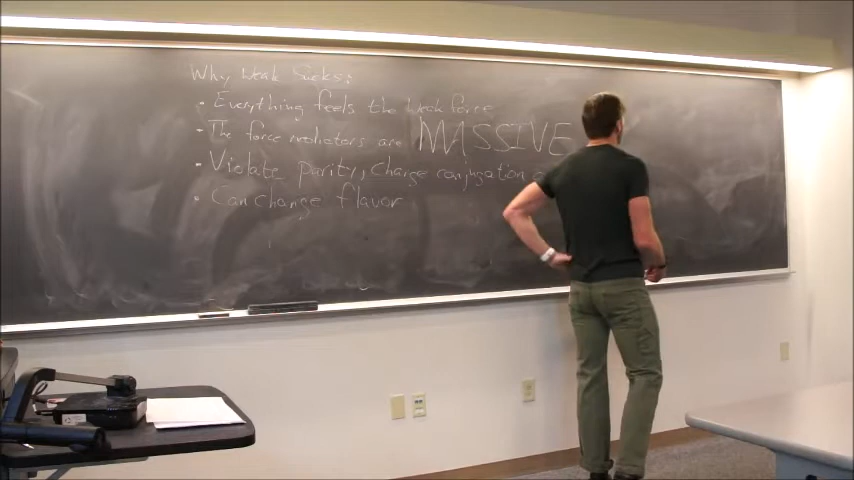 Why Weak Sucks:
• Everything feels the Weak force
• The force mediators are MASSIVE
• Violate parity, Charge conjugation
• Can change flavor